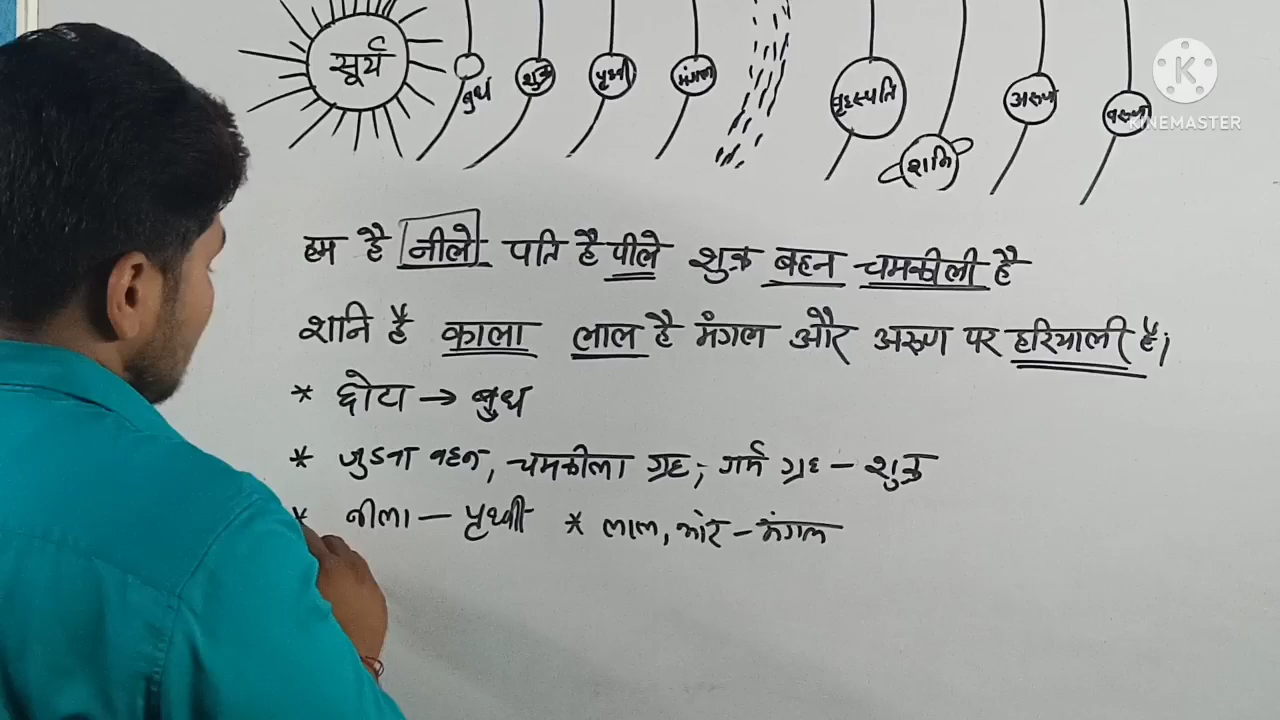 सूर्य बुध शुक्र पृथ्वी मंगल बृहस्पति शनि अरुण वरुण
K
KINEMASTER
हम है नीले पति है पीले शुक्र बहन चमकीली है
शनि है काला लाल है मंगल और अरुण पर हरियाली है।
* छोटा → बुध
* जुडवा बहन, चमकीला ग्रह, गर्म ग्रह - शुक्र
* नीला - पृथ्वी * लाल, - मंगल